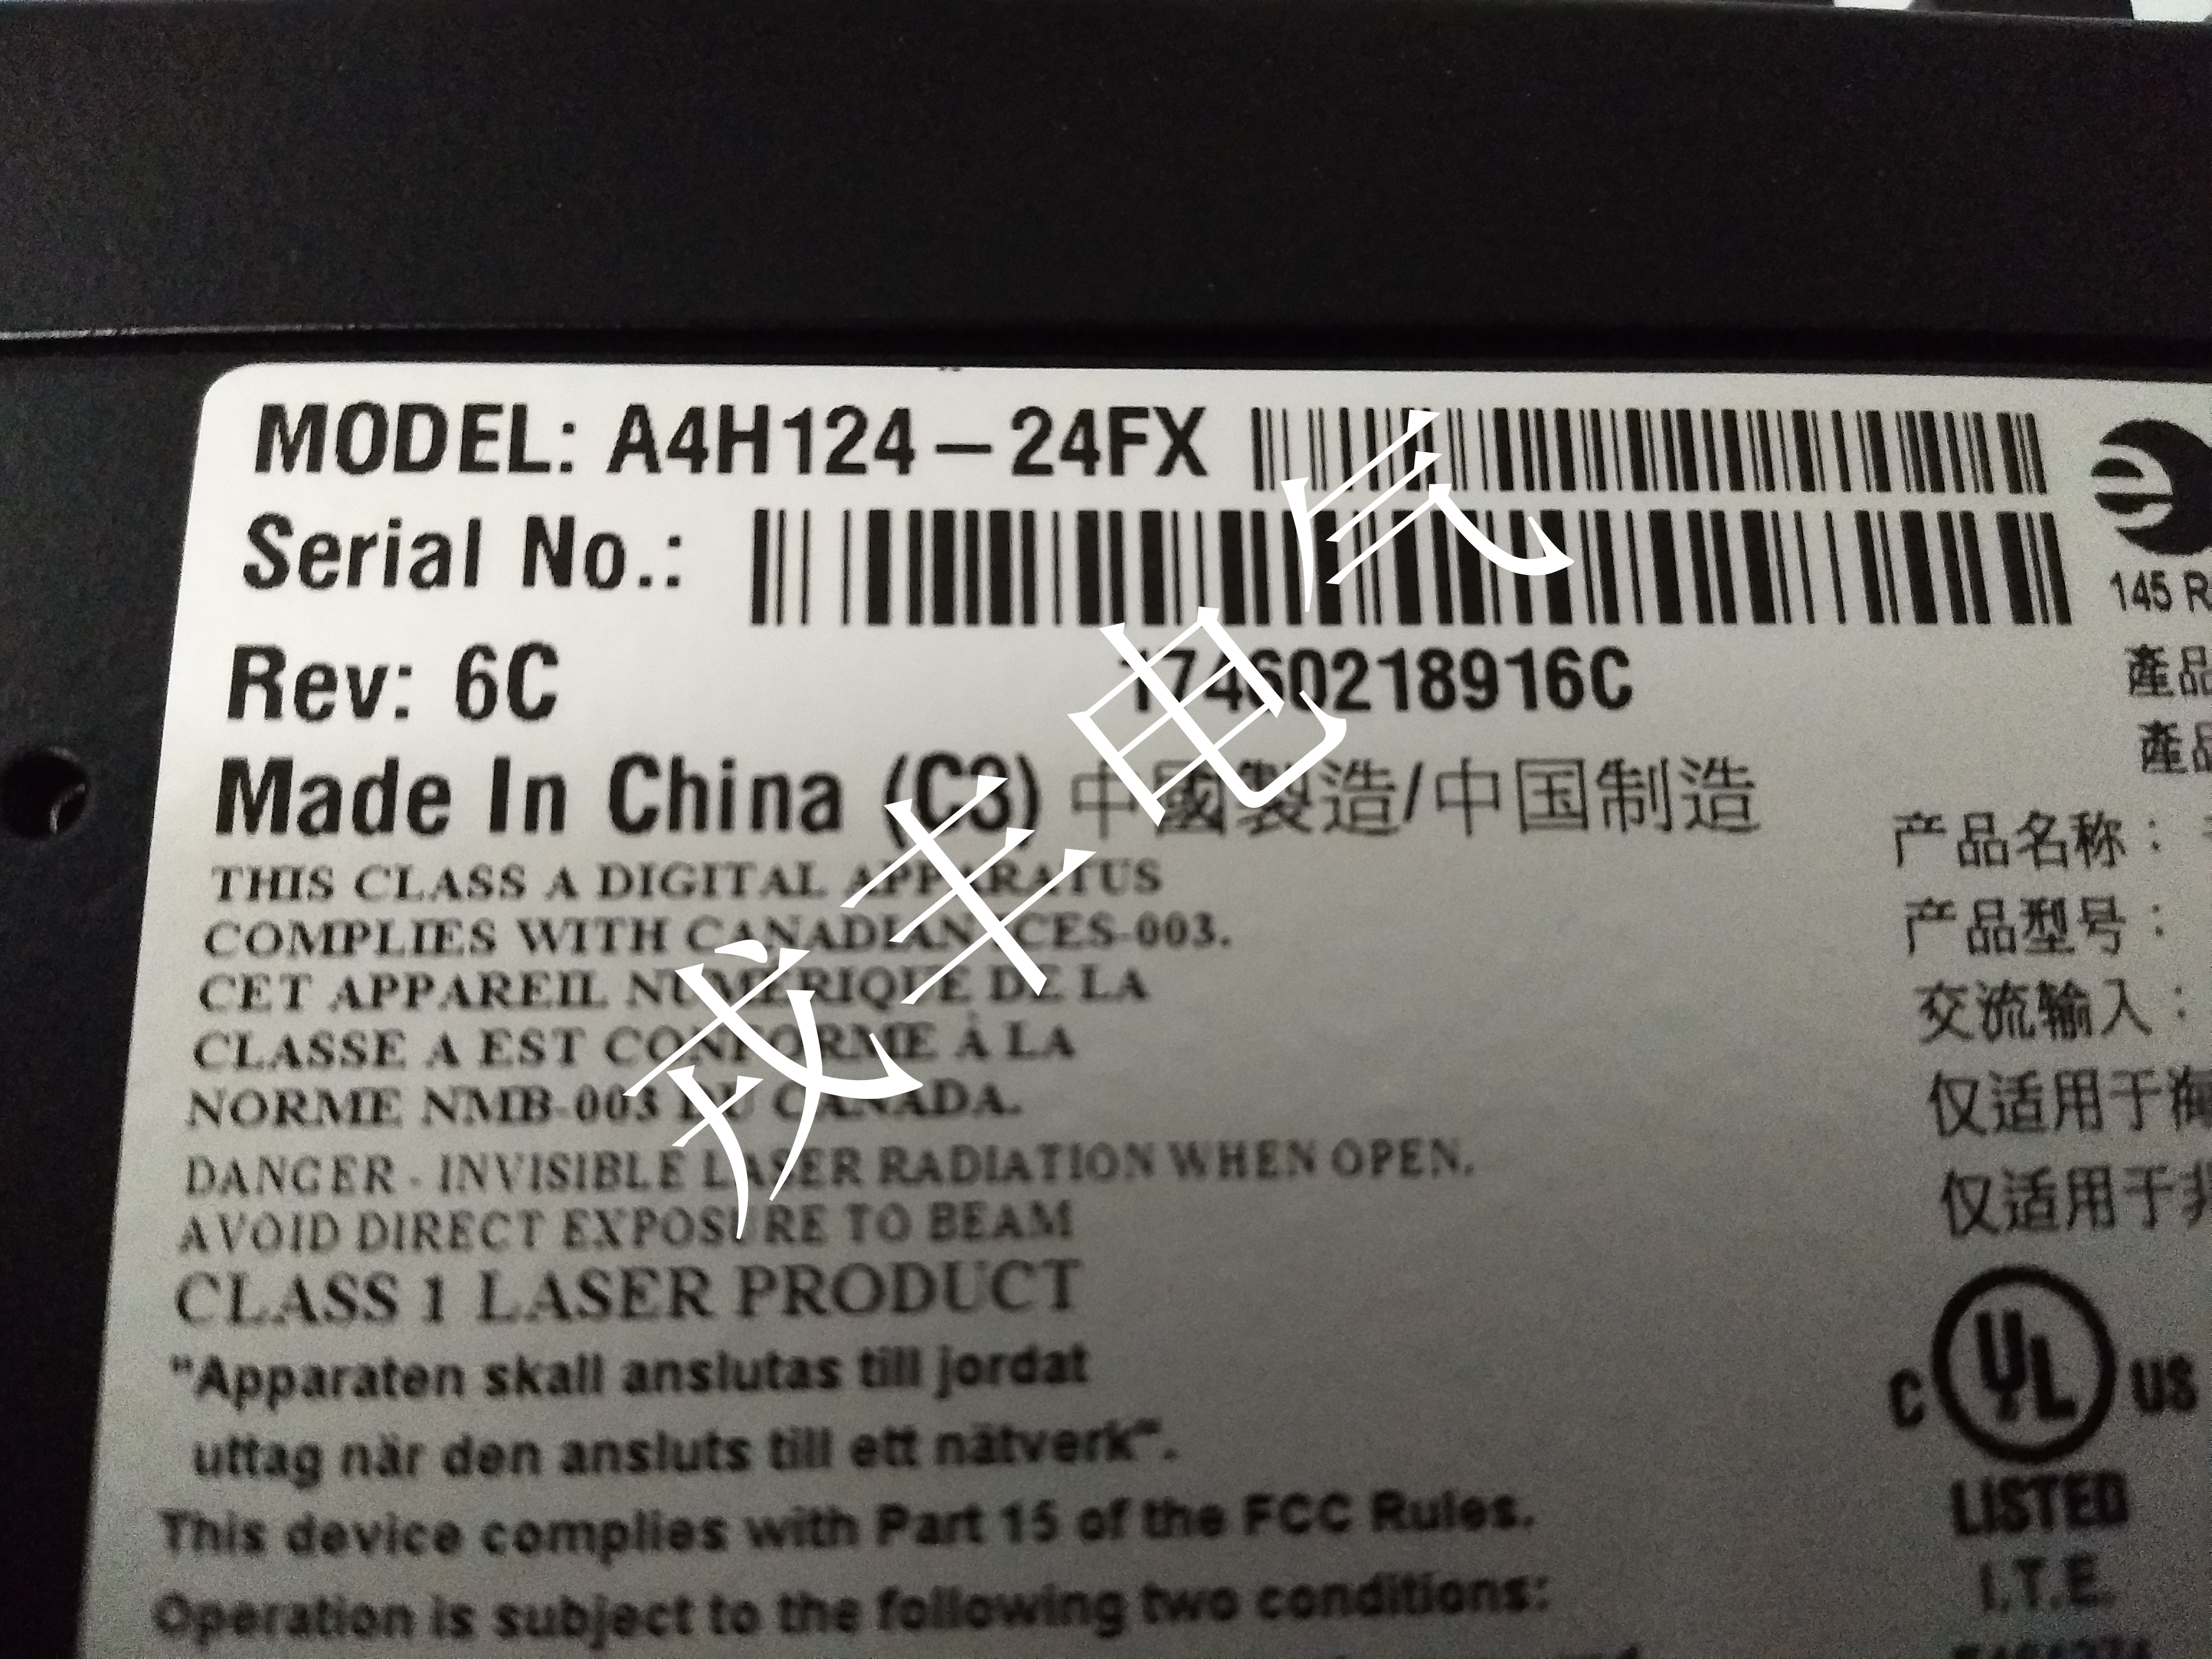 MODEL: A4H124-24FX
Serial No.:
Rev: 6C 17460218916C
Made In China (C3) 中國製造/中国制造
THIS CLASS A DIGITAL APPARATUS
COMPLIES WITH CANADIAN ICES-003.
CET APPAREIL NUMÉRIQUE DE LA
CLASSE A EST CONFORME À LA
NORME NMB-003 DU CANADA.
DANGER - INVISIBLE LASER RADIATION WHEN OPEN.
AVOID DIRECT EXPOSURE TO BEAM
CLASS 1 LASER PRODUCT
"Apparaten skall anslutas till jordat
uttag när den ansluts till ett nätverk".
This device complies with Part 15 of the FCC Rules.
Operation is subject to the following two conditions:
145 R
產品
產品
产品名称：
产品型号：
交流输入：
仅适用于海
仅适用于非
C UL US
LISTED
I.T.E.
戍丰电气